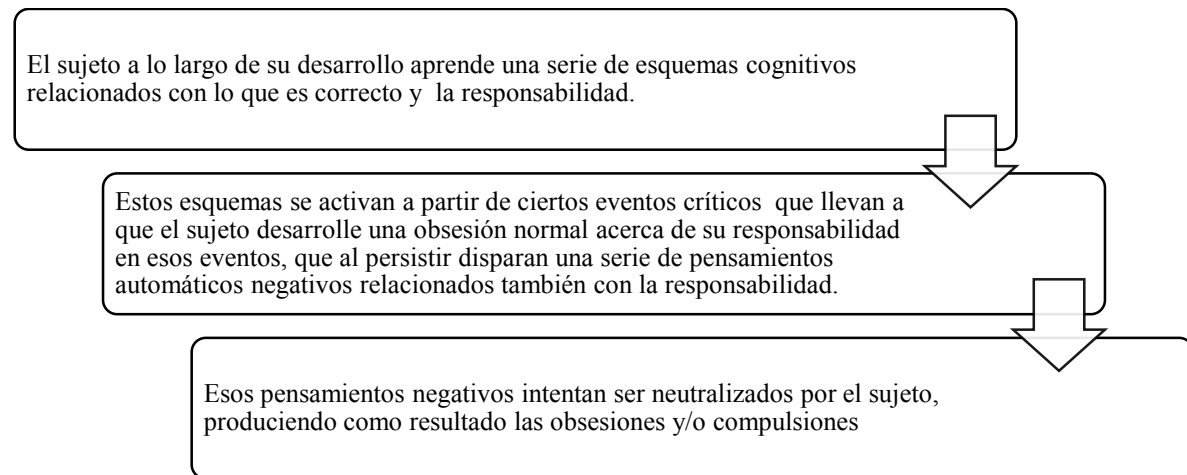 El sujeto a lo largo de su desarrollo aprende una serie de esquemas cognitivos
relacionados con lo que es correcto y  la responsabilidad.
Estos esquemas se activan a partir de ciertos eventos críticos  que llevan a
que el sujeto desarrolle una obsesión normal acerca de su responsabilidad
en esos eventos, que al persistir disparan una serie de pensamientos
automáticos negativos relacionados también con la responsabilidad.
Esos pensamientos negativos intentan ser neutralizados por el sujeto,
produciendo como resultado las obsesiones y/o compulsiones